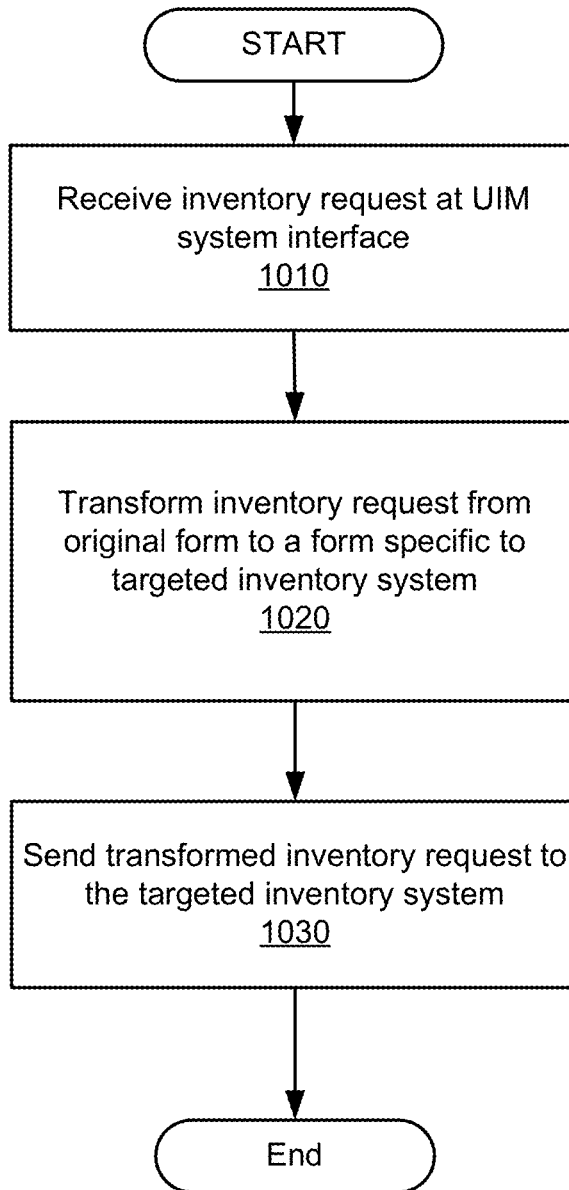 START
Receive inventory request at UIM
system interface
1010
Transform inventory request from
original form to a form specific to
targeted inventory system
1020
Send transformed inventory request to
the targeted inventory system
1030
End